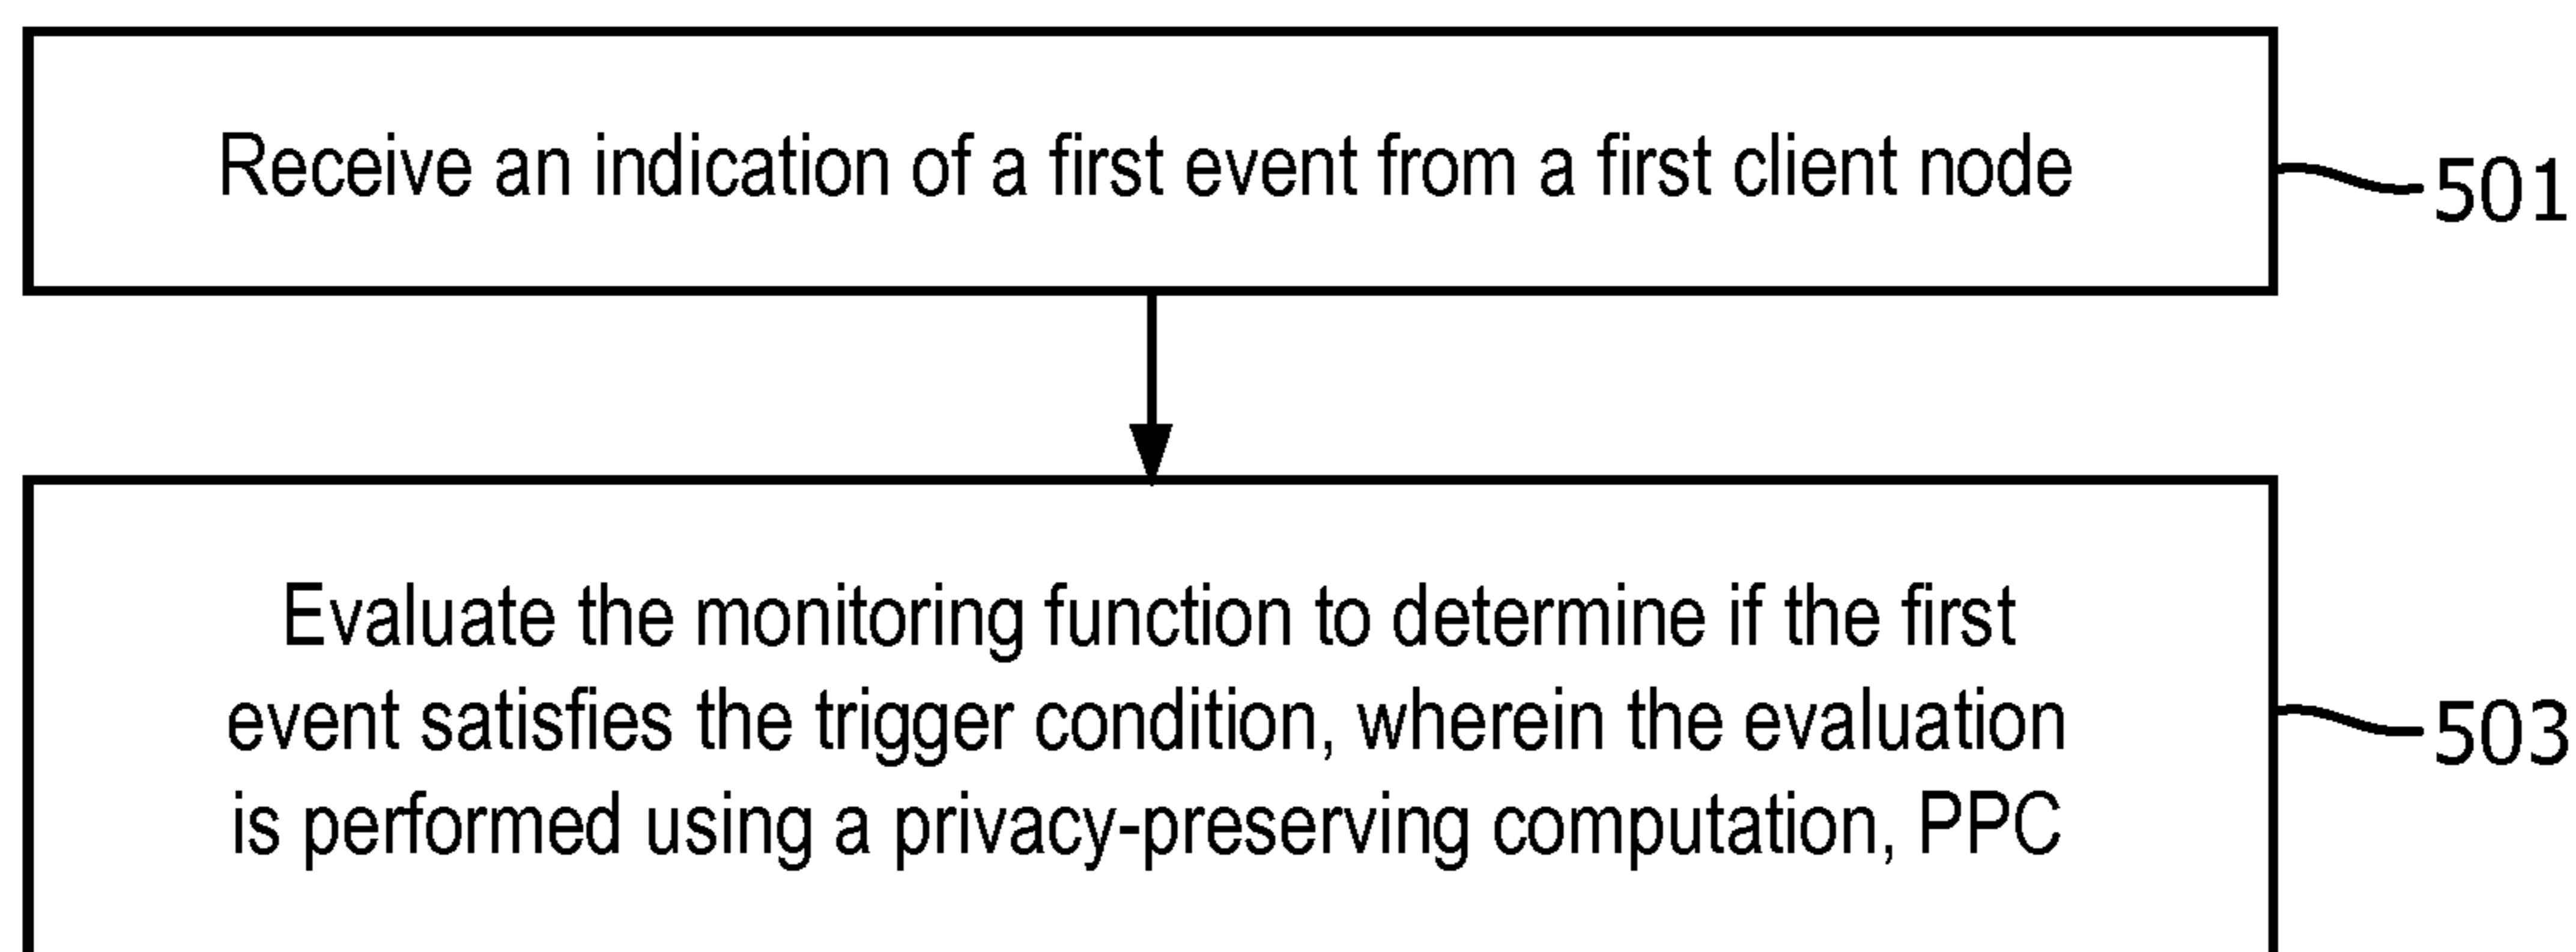 Receive an indication of a first event from a first client node
501
Evaluate the monitoring function to determine if the first
event satisfies the trigger condition, wherein the evaluation
is performed using a privacy-preserving computation, PPC
503